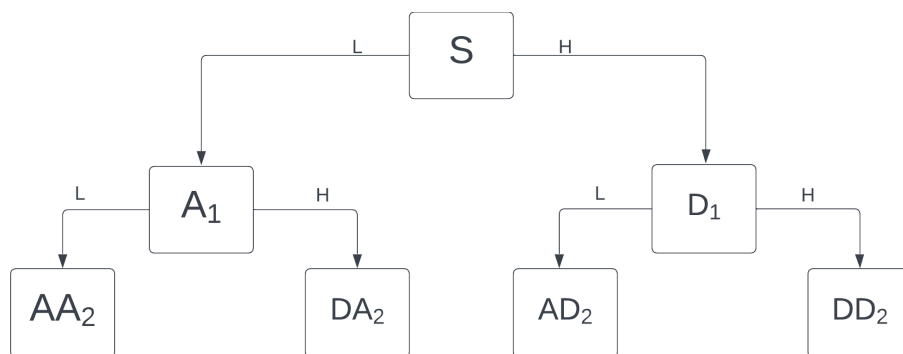 S
L H
A₁ D₁
L H L H
AA₂ DA₂ AD₂ DD₂